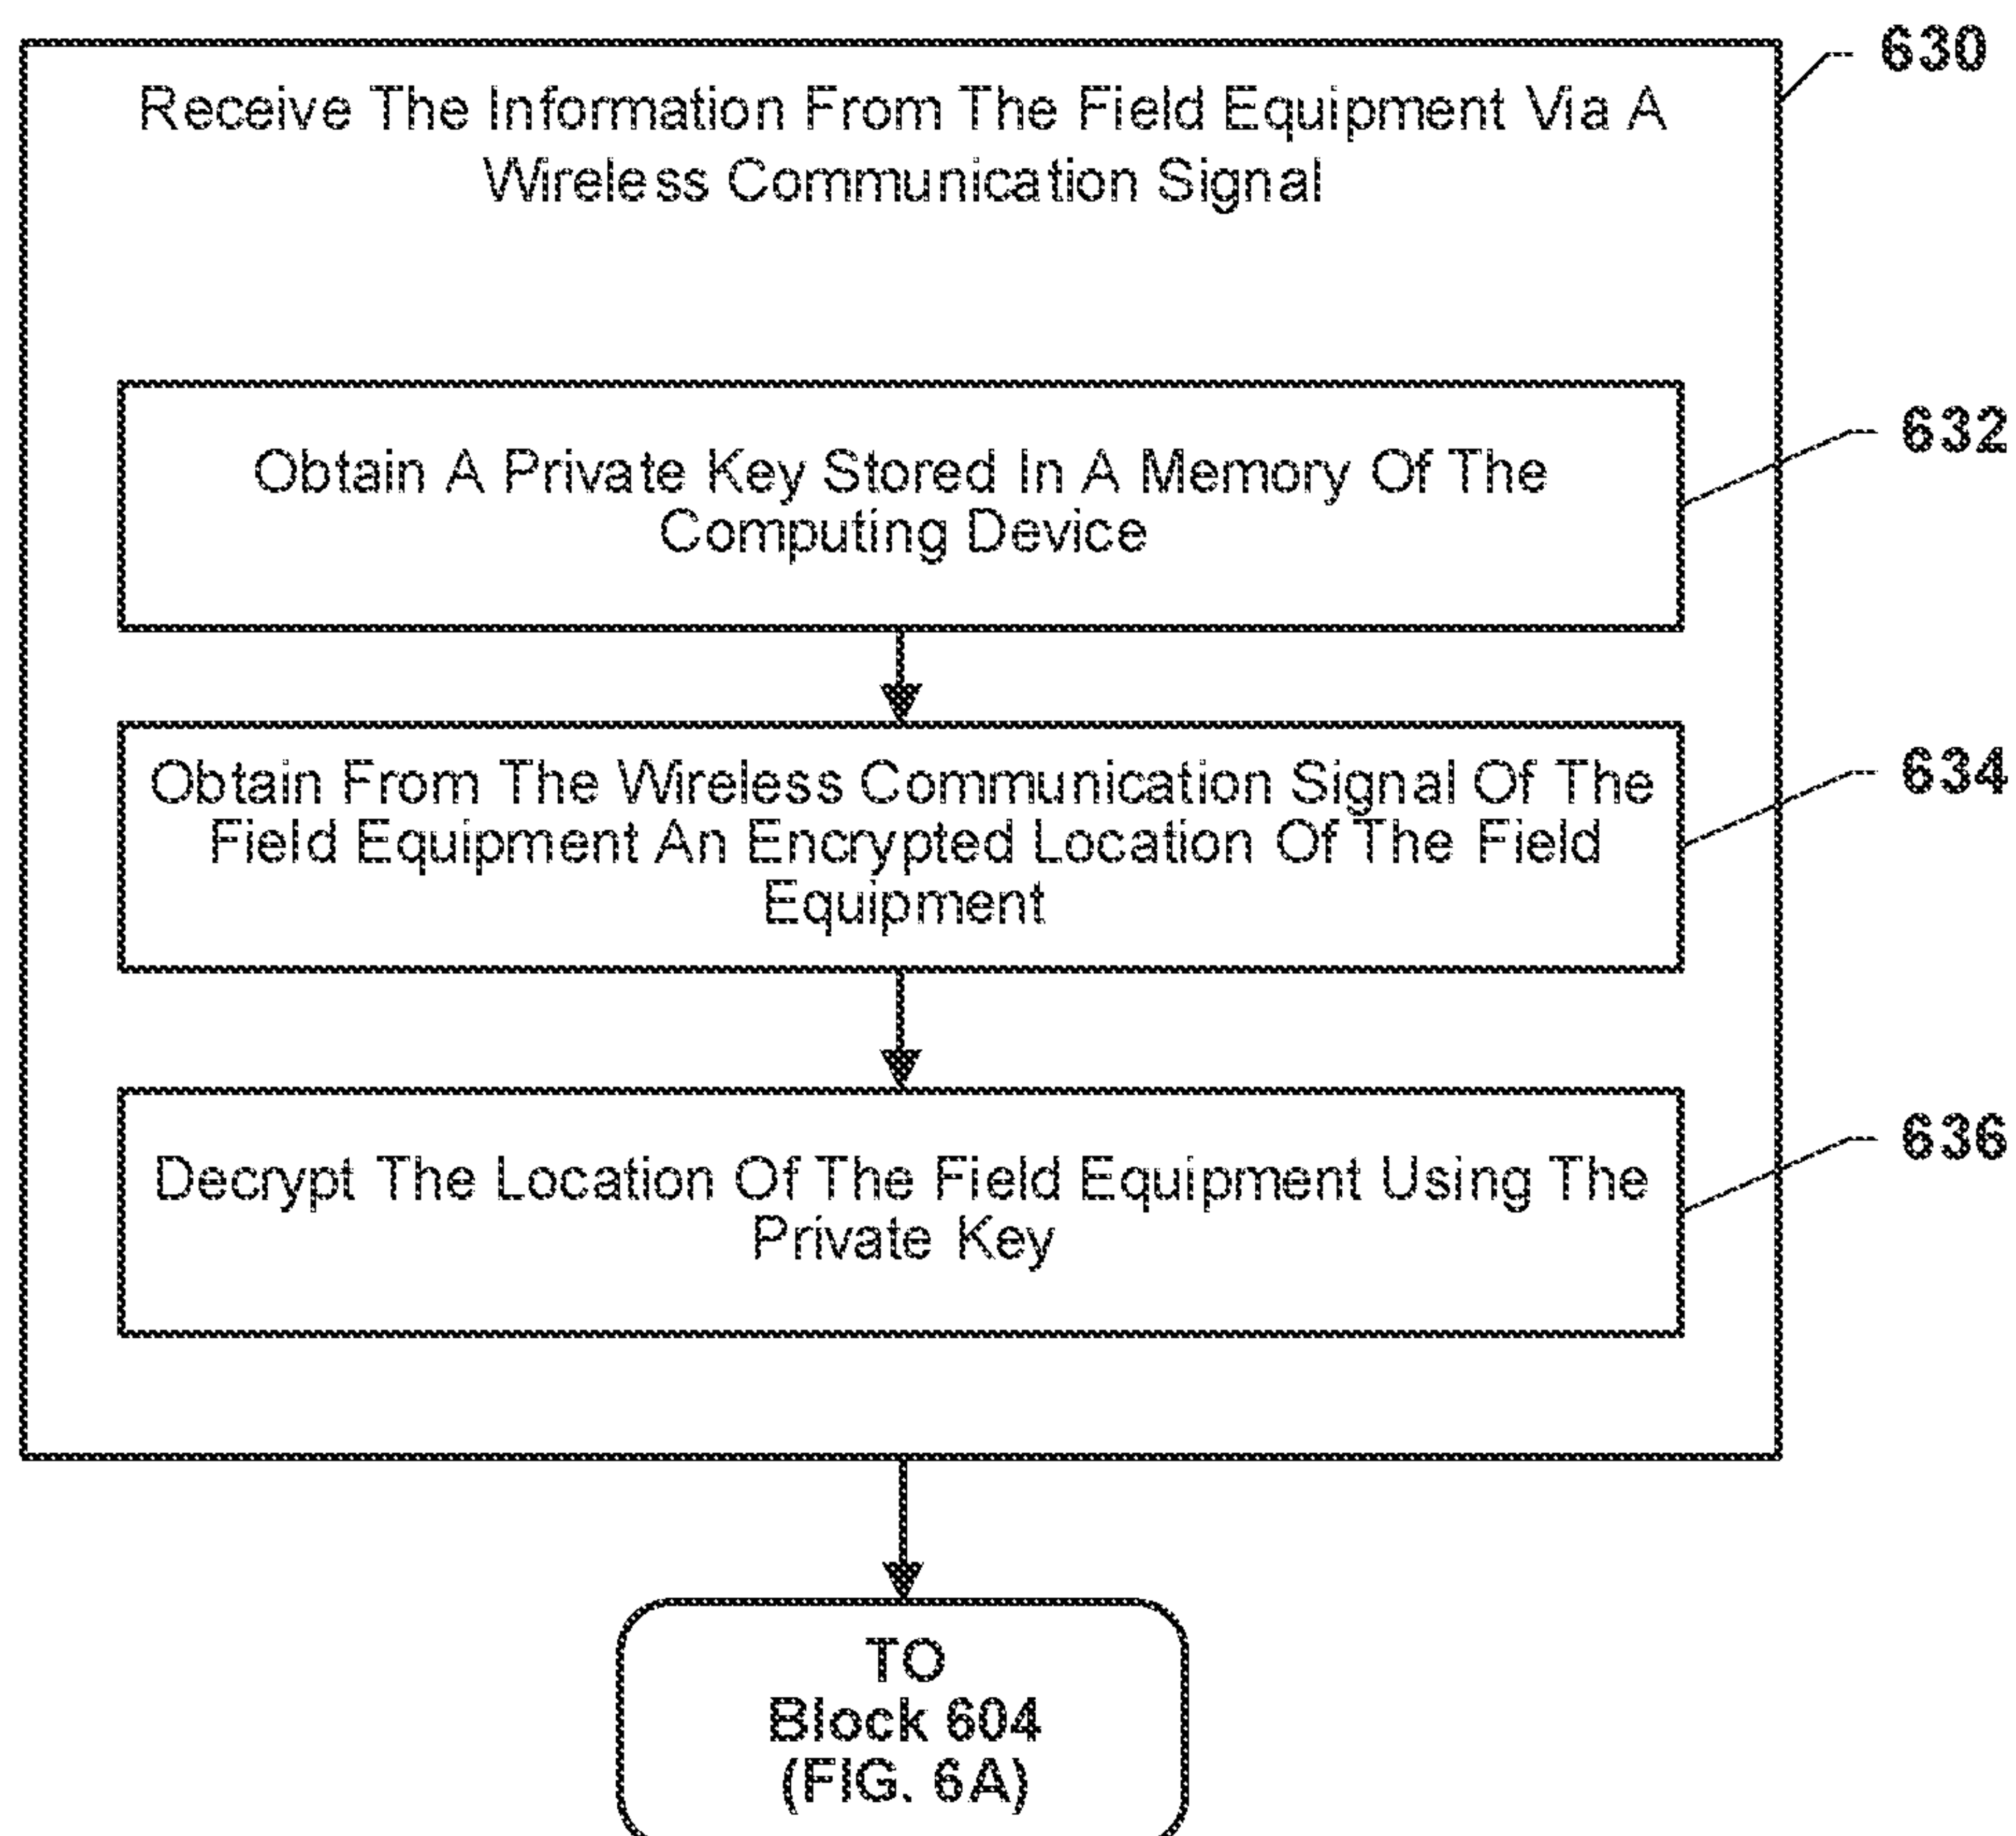 630
Receive The Information From The Field Equipment Via A
Wireless Communication Signal
Obtain A Private Key Stored In A Memory Of The
Computing Device
632
Obtain From The Wireless Communication Signal Of The
Field Equipment An Encrypted Location Of The Field
Equipment
634
Decrypt The Location Of The Field Equipment Using The
Private Key
636
TO
Block 604
(FIG. 6A)